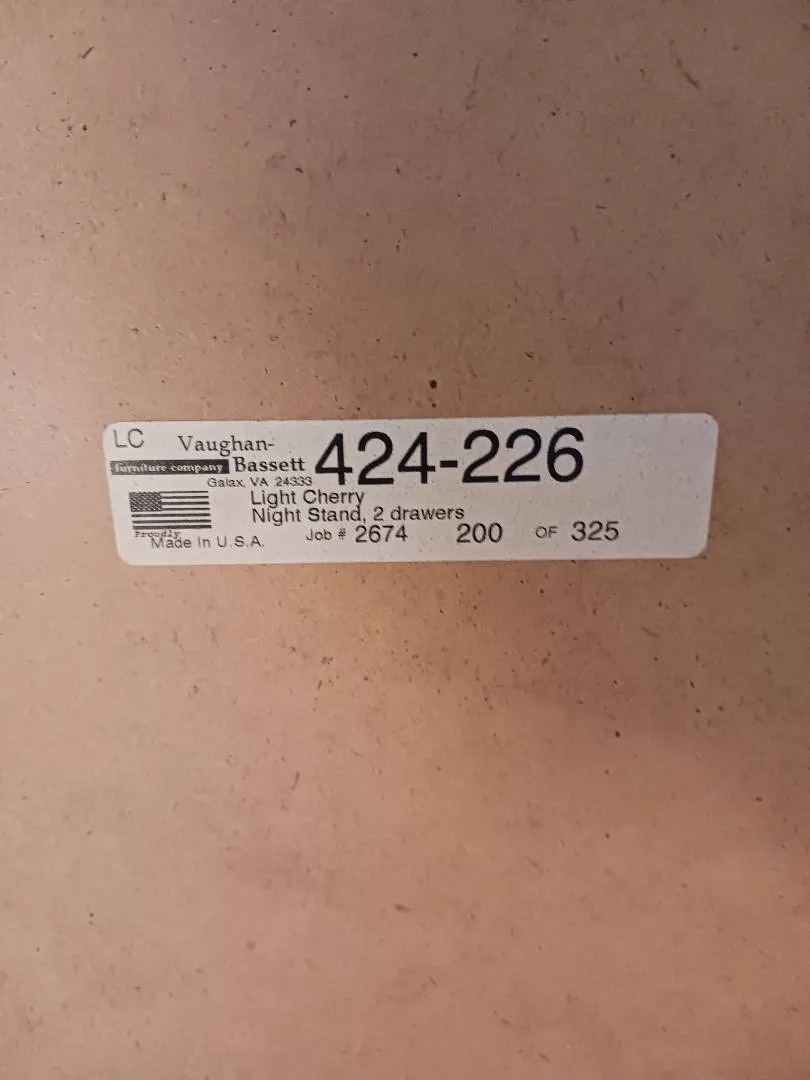 LC Vaughan- 424-226
furniture company Bassett
Galax, VA 24333
Light Cherry
Night Stand, 2 drawers
Proudly
Made In U.S.A. Job # 2674 200 OF 325